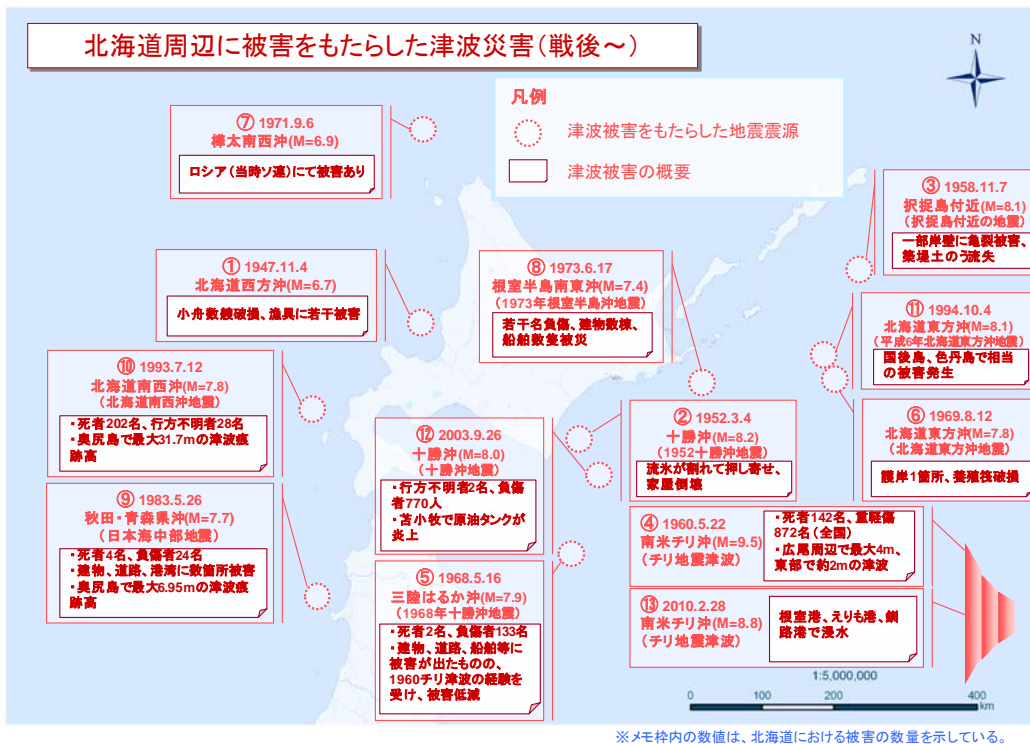 北海道周辺に被害をもたらした津波災害(戦後～)
N
凡例
津波被害をもたらした地震震源
津波被害の概要
⑦ 1971.9.6
樺太南西沖(M=6.9)
ロシア(当時ソ連)にて被害あり
③ 1958.11.7
択捉島付近(M=8.1)
(択捉島付近の地震)
一部岸壁に亀裂被害、
築堤土のう流失
① 1947.11.4
北海道西方沖(M=6.7)
小舟数艘破損、漁具に若干被害
⑧ 1973.6.17
根室半島南東沖(M=7.4)
(1973年根室半島沖地震)
若干名負傷、建物数棟、
船舶数隻被災
⑪ 1994.10.4
北海道東方沖(M=8.1)
(平成6年北海道東方沖地震)
国後島、色丹島で相当
の被害発生
⑩ 1993.7.12
北海道南西沖(M=7.8)
(北海道南西沖地震)
・死者202名、行方不明者28名
・奥尻島で最大31.7mの津波痕
跡高
⑫ 2003.9.26
十勝沖(M=8.0)
(十勝沖地震)
・行方不明者2名、負傷
者770人
・苫小牧で原油タンクが
炎上
② 1952.3.4
十勝沖(M=8.2)
(1952十勝沖地震)
流氷が割れて押し寄せ、
家屋倒壊
⑥ 1969.8.12
北海道東方沖(M=7.8)
(北海道東方沖地震)
護岸1箇所、養殖筏破損
⑨ 1983.5.26
秋田・青森県沖(M=7.7)
(日本海中部地震)
・死者4名、負傷者24名
・建物、道路、港湾に数箇所被害
・奥尻島で最大6.95mの津波痕
跡高
④ 1960.5.22
南米チリ沖(M=9.5)
(チリ地震津波)
・死者142名、重軽傷
872名(全国)
・広尾周辺で最大4m、
東部で約2mの津波
⑤ 1968.5.16
三陸はるか沖(M=7.9)
(1968年十勝沖地震)
・死者2名、負傷者133名
・建物、道路、船舶等に
被害が出たものの、
1960チリ津波の経験を
受け、被害低減
⑬ 2010.2.28
南米チリ沖(M=8.8)
(チリ地震津波)
根室港、えりも港、釧
路港で浸水
1:5,000,000
0 100 200 400
km
※メモ枠内の数値は、北海道における被害の数量を示している。